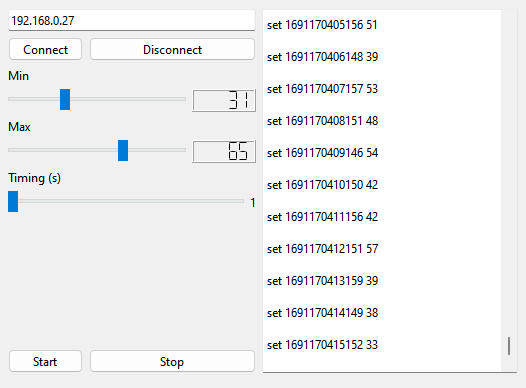 192.168.0.27
Connect
Disconnect
Min
31
Max
65
Timing (s)
1
Start
Stop
set 1691170405156 51
set 1691170406148 39
set 1691170407157 53
set 1691170408151 48
set 1691170409146 54
set 1691170410150 42
set 1691170411156 42
set 1691170412151 57
set 1691170413159 39
set 1691170414149 38
set 1691170415152 33